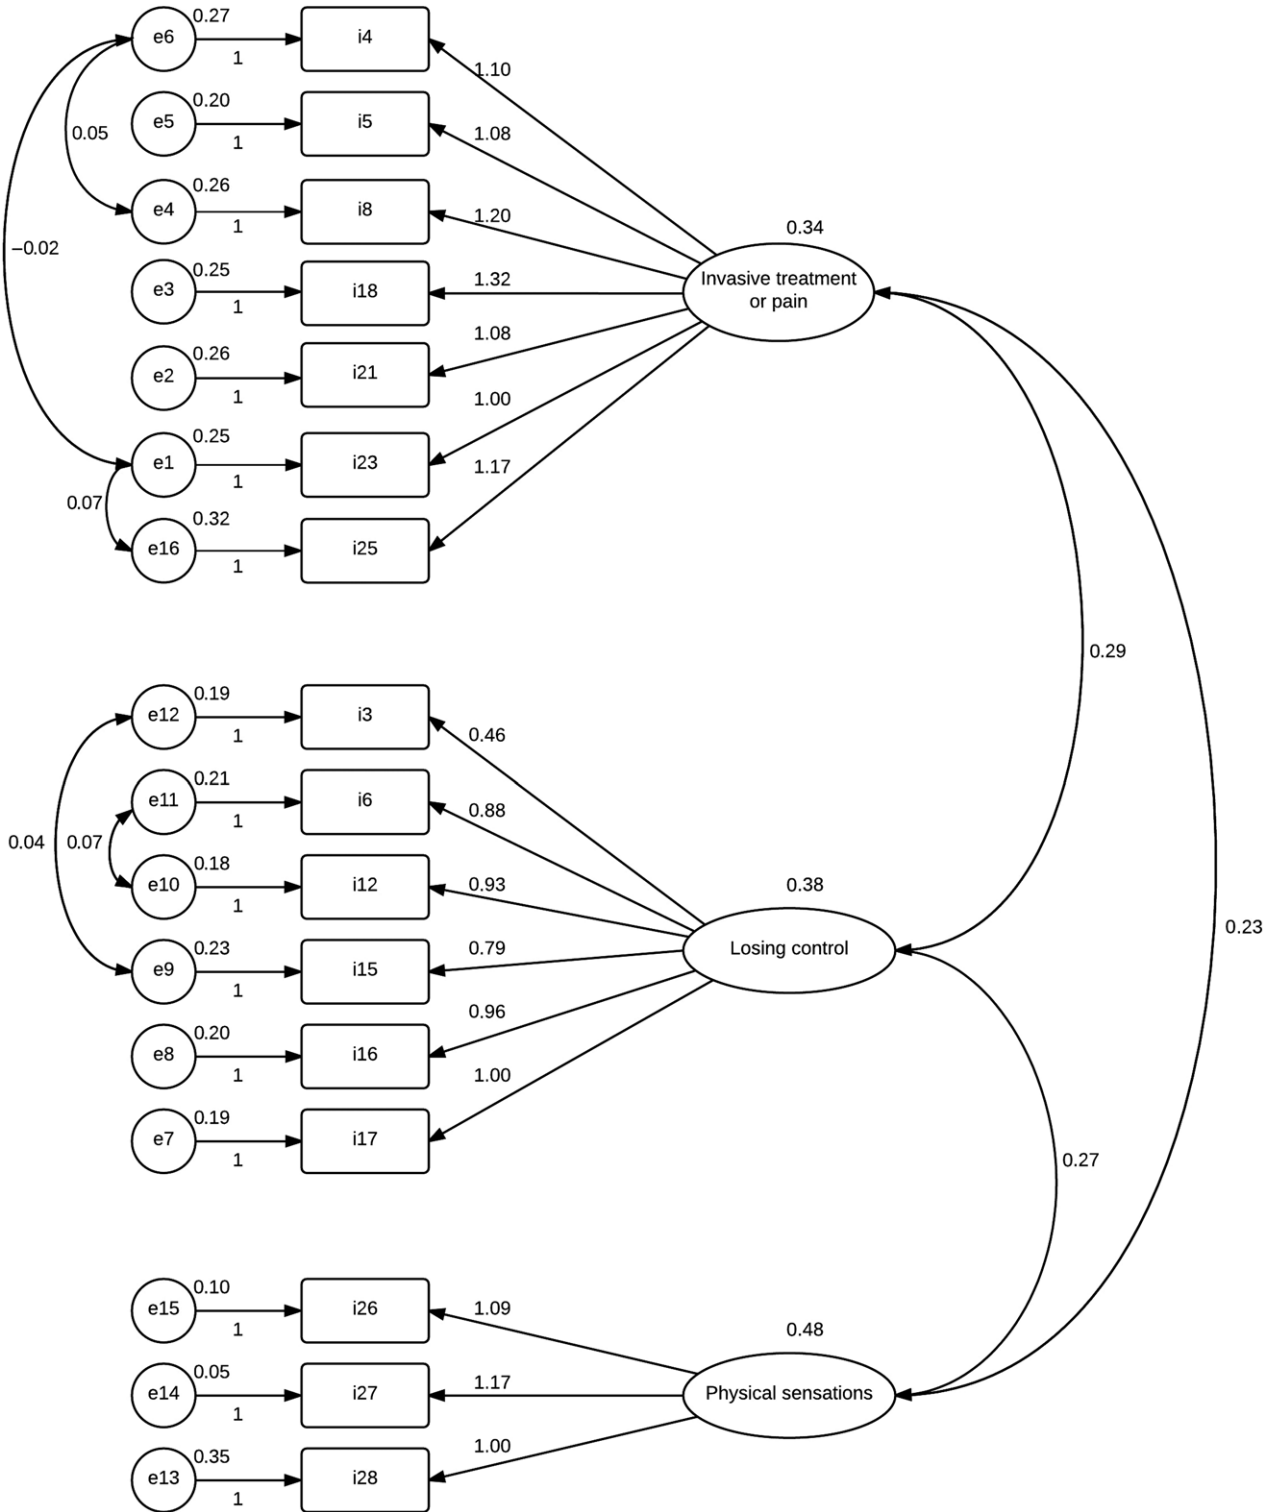 0.27
e6
1
i4
1.10
0.20
e5
1
i5
1.08
0.05
0.26
e4
1
i8
1.20
−0.02
0.25
e3
1
i18
1.32
0.26
e2
1
i21
1.08
0.25
e1
1
i23
1.00
0.07
0.32
e16
1
i25
1.17
0.34
Invasive treatment
or pain
0.29
0.23
0.19
e12
1
i3
0.46
0.21
e11
1
i6
0.88
0.04
0.07
0.18
e10
1
i12
0.93
0.23
e9
1
i15
0.79
0.20
e8
1
i16
0.96
0.19
e7
1
i17
1.00
0.38
Losing control
0.27
0.10
e15
1
i26
1.09
0.05
e14
1
i27
1.17
0.35
e13
1
i28
1.00
0.48
Physical sensations